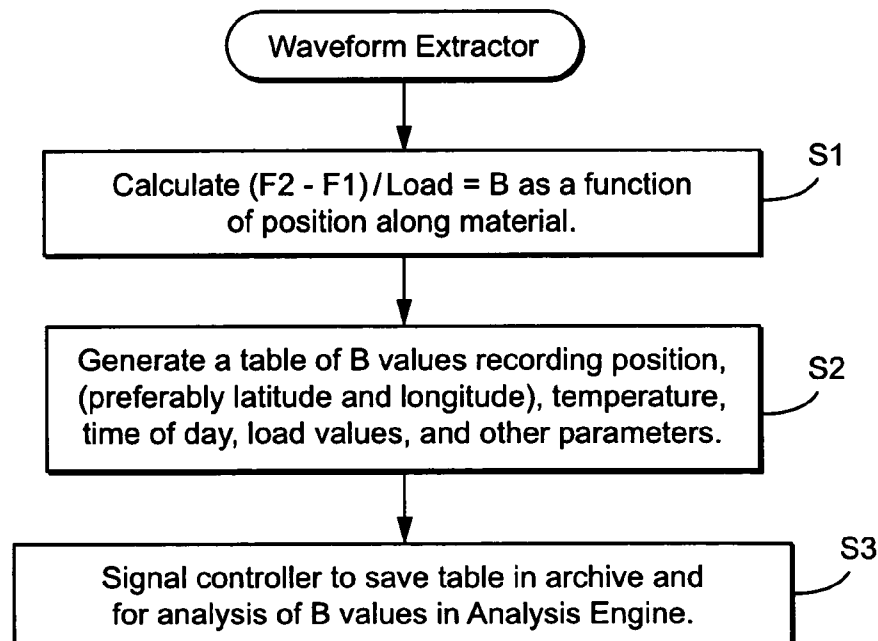 Waveform Extractor
S1
Calculate (F2 - F1)/Load = B as a function
of position along material.
S2
Generate a table of B values recording position,
(preferably latitude and longitude), temperature,
time of day, load values, and other parameters.
S3
Signal controller to save table in archive and
for analysis of B values in Analysis Engine.